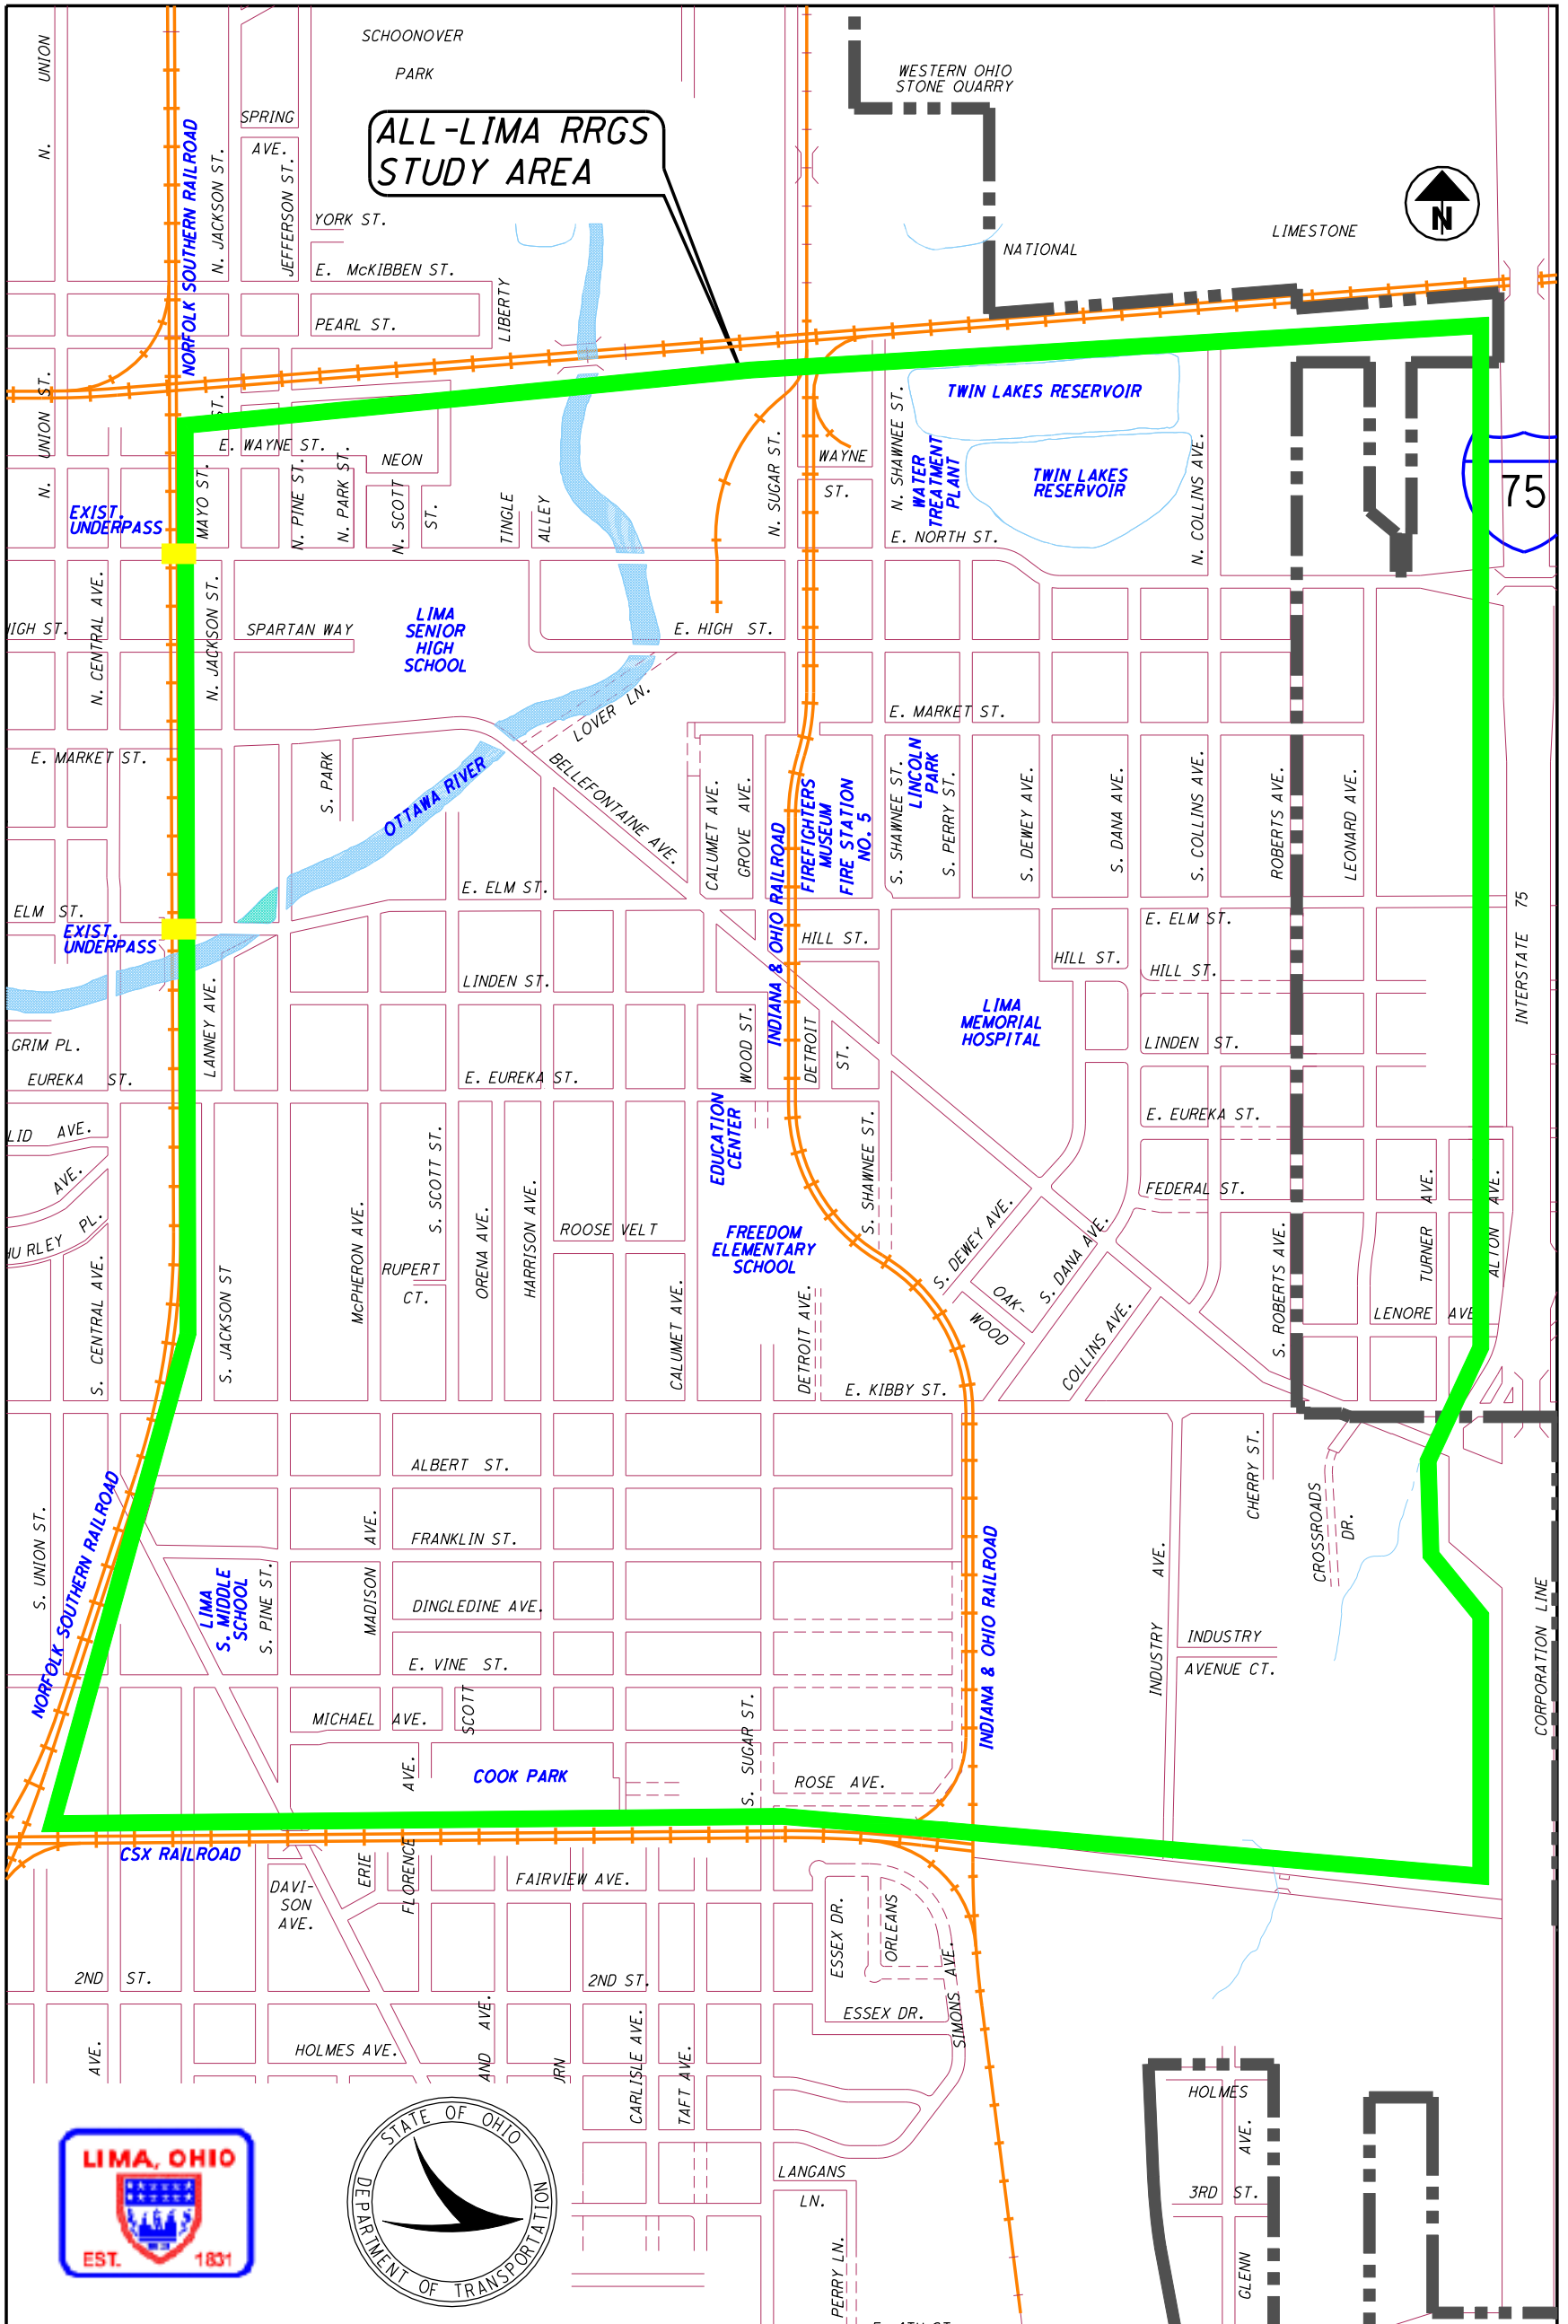 SCHOONOVER
PARK
WESTERN OHIO
STONE QUARRY
N. UNION
SPRING
AVE.
ALL-LIMA RRGS
STUDY AREA
NORFOLK SOUTHERN RAILROAD
N. JACKSON ST.
JEFFERSON ST.
YORK ST.
E. McKIBBEN ST.
PEARL ST.
LIBERTY
NATIONAL
LIMESTONE
N
N. UNION ST.
ST.
E. WAYNE ST.
NEON
MAYO ST.
N. PINE ST.
N. PARK ST.
N. SCOTT
ST.
TINGLE
ALLEY
N. SUGAR ST.
WAYNE
ST.
N. SHAWNEE ST.
WATER
TREATMENT
PLANT
TWIN LAKES RESERVOIR
TWIN LAKES
RESERVOIR
N. COLLINS AVE.
75
EXIST.
UNDERPASS
E. NORTH ST.
HIGH ST.
N. CENTRAL AVE.
N. JACKSON ST.
SPARTAN WAY
LIMA
SENIOR
HIGH
SCHOOL
E. HIGH ST.
LOVER LN.
E. MARKET ST.
E. MARKET ST.
S. PARK
OTTAWA RIVER
BELLEFONTAINE AVE.
CALUMET AVE.
GROVE AVE.
INDIANA & OHIO RAILROAD
FIREFIGHTERS
MUSEUM
FIRE STATION
NO. 5
S. SHAWNEE ST.
LINCOLN
PARK
S. PERRY ST.
S. DEWEY AVE.
S. DANA AVE.
S. COLLINS AVE.
ROBERTS AVE.
LEONARD AVE.
INTERSTATE 75
ELM ST.
EXIST.
UNDERPASS
E. ELM ST.
E. ELM ST.
HILL ST.
HILL ST.
HILL ST.
LINDEN ST.
LANNEY AVE.
WOOD ST.
DETROIT
ST.
LIMA
MEMORIAL
HOSPITAL
LINDEN ST.
GRIM PL.
EUREKA ST.
E. EUREKA ST.
E. EUREKA ST.
LID AVE.
AVE.
HURLEY PL.
S. CENTRAL AVE.
S. JACKSON ST
McPHERON AVE.
S. SCOTT ST.
RUPERT
CT.
ORENA AVE.
HARRISON AVE.
ROOSE VELT
EDUCATION
CENTER
FREEDOM
ELEMENTARY
SCHOOL
CALUMET AVE.
DETROIT AVE.
S. SHAWNEE ST.
S. DEWEY AVE.
OAK-
WOOD
S. DANA AVE.
COLLINS AVE.
FEDERAL ST.
S. ROBERTS AVE.
TURNER AVE.
ALTON AVE.
LENORE AVE
E. KIBBY ST.
ALBERT ST.
FRANKLIN ST.
DINGLEDINE AVE.
E. VINE ST.
MICHAEL AVE.
SCOTT
MADISON AVE.
S. UNION ST.
NORFOLK SOUTHERN RAILROAD
LIMA
S. MIDDLE
SCHOOL
S. PINE ST.
AVE.
COOK PARK
S. SUGAR ST.
ROSE AVE.
INDIANA & OHIO RAILROAD
INDUSTRY AVE.
CHERRY ST.
CROSSROADS
DR.
INDUSTRY
AVENUE CT.
CORPORATION LINE
CSX RAILROAD
DAVI-
SON
AVE.
ERIE
FLORENCE
FAIRVIEW AVE.
ESSEX DR.
ORLEANS
SIMONS AVE.
2ND ST.
2ND ST.
ESSEX DR.
AVE.
HOLMES AVE.
AND AVE.
JRN
CARLISLE AVE.
TAFT AVE.
HOLMES
AVE.
3RD ST.
GLENN
LANGANS
LN.
PERRY LN.
LIMA, OHIO
EST. 1831
STATE OF OHIO
DEPARTMENT OF TRANSPORTATION